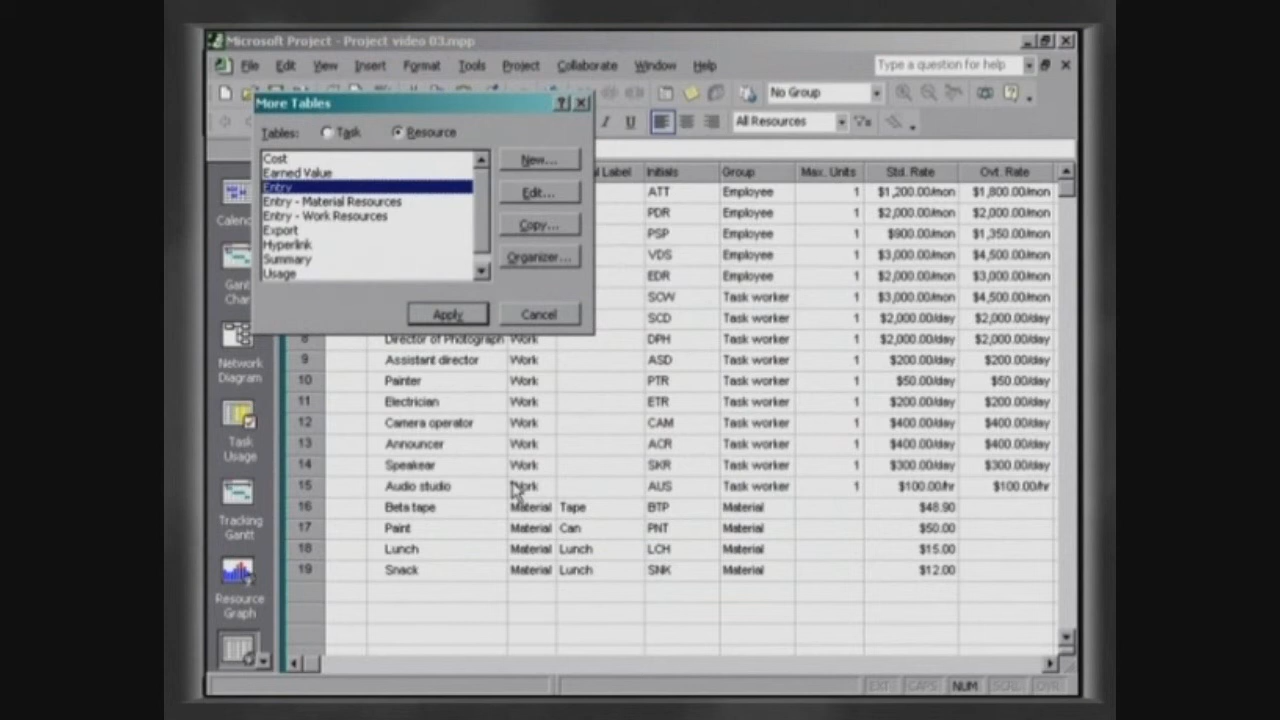 Microsoft Project - Project video 03.mpp
File Edit View Insert Format Tools Project Collaborate Window Help Type a question for help
No Group
All Resources
More Tables
Tables: Task Resource
Cost
Earned Value
Entry
Entry - Material Resources
Entry - Work Resources
Export
Hyperlink
Summary
Usage
New...
Edit...
Copy...
Organizer...
Apply Cancel
Label Initials Group Max. Units Std. Rate Ovt. Rate
ATT Employee 1 $1,200.00/mon $1,800.00/mon
PDR Employee 1 $2,000.00/mon $2,000.00/mon
PSP Employee 1 $900.00/mon $1,350.00/mon
VDS Employee 1 $3,000.00/mon $4,500.00/mon
EDR Employee 1 $2,000.00/mon $3,000.00/mon
SCW Task worker 1 $3,000.00/mon $4,500.00/mon
SCD Task worker 1 $2,000.00/day $2,000.00/day
8 Director of Photograph Work DPH Task worker 1 $2,000.00/day $2,000.00/day
9 Assistant director Work ASD Task worker 1 $200.00/day $200.00/day
10 Painter Work PTR Task worker 1 $50.00/day $50.00/day
11 Electrician Work ETR Task worker 1 $200.00/day $200.00/day
12 Camera operator Work CAM Task worker 1 $400.00/day $400.00/day
13 Announcer Work ACR Task worker 1 $400.00/day $400.00/day
14 Speakear Work SKR Task worker 1 $300.00/day $300.00/day
15 Audio studio Work AUS Task worker 1 $100.00/hr $100.00/hr
16 Beta tape Material Tape BTP Material $48.90
17 Paint Material Can PNT Material $50.00
18 Lunch Material Lunch LCH Material $15.00
19 Snack Material Lunch SNK Material $12.00
Network
Diagram
Task
Usage
Tracking
Gantt
Resource
Graph
EXT CAPS NUM SCRL OVR